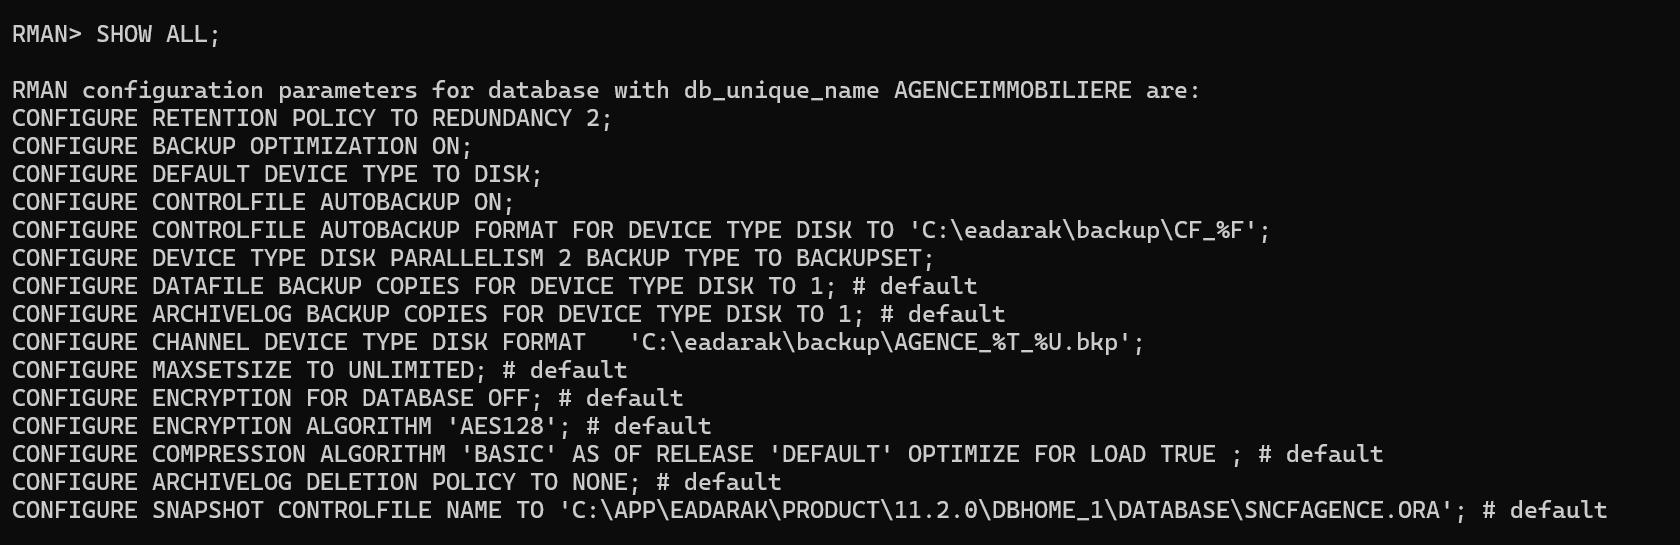 RMAN> SHOW ALL;
RMAN configuration parameters for database with db_unique_name AGENCEIMMOBILIERE are:
CONFIGURE RETENTION POLICY TO REDUNDANCY 2;
CONFIGURE BACKUP OPTIMIZATION ON;
CONFIGURE DEFAULT DEVICE TYPE TO DISK;
CONFIGURE CONTROLFILE AUTOBACKUP ON;
CONFIGURE CONTROLFILE AUTOBACKUP FORMAT FOR DEVICE TYPE DISK TO 'C:\eadarak\backup\CF_%F';
CONFIGURE DEVICE TYPE DISK PARALLELISM 2 BACKUP TYPE TO BACKUPSET;
CONFIGURE DATAFILE BACKUP COPIES FOR DEVICE TYPE DISK TO 1; # default
CONFIGURE ARCHIVELOG BACKUP COPIES FOR DEVICE TYPE DISK TO 1; # default
CONFIGURE CHANNEL DEVICE TYPE DISK FORMAT   'C:\eadarak\backup\AGENCE_%T_%U.bkp';
CONFIGURE MAXSETSIZE TO UNLIMITED; # default
CONFIGURE ENCRYPTION FOR DATABASE OFF; # default
CONFIGURE ENCRYPTION ALGORITHM 'AES128'; # default
CONFIGURE COMPRESSION ALGORITHM 'BASIC' AS OF RELEASE 'DEFAULT' OPTIMIZE FOR LOAD TRUE ; # default
CONFIGURE ARCHIVELOG DELETION POLICY TO NONE; # default
CONFIGURE SNAPSHOT CONTROLFILE NAME TO 'C:\APP\EADARAK\PRODUCT\11.2.0\DBHOME_1\DATABASE\SNCFAGENCE.ORA'; # default